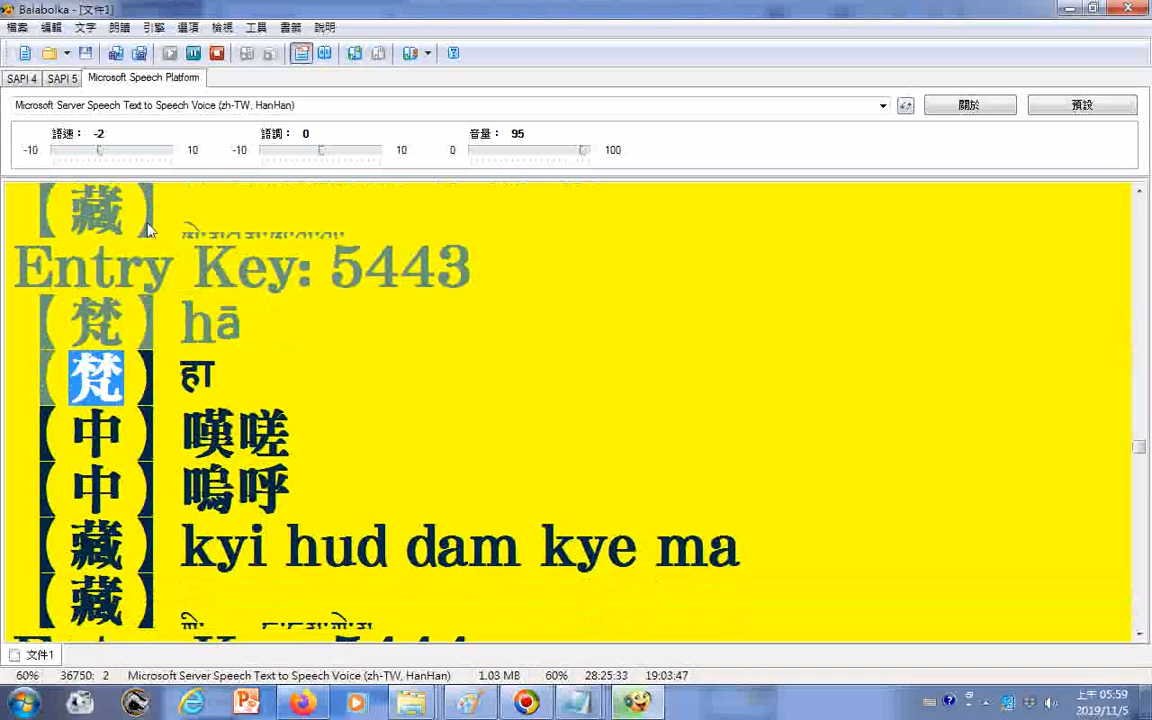 Balabolka - [文件1]
檔案 編輯 文字 朗讀 引擎 選項 檢視 工具 書籤 說明
SAPI 4 SAPI 5 Microsoft Speech Platform
Microsoft Server Speech Text to Speech Voice (zh-TW, HanHan) 關於 預設
語速： -2 語調： 0 音量： 95
-10 10 -10 10 0 100
【藏】
Entry Key: 5443
【梵】 hā
【梵】 हा
【中】 嘆嗟
【中】 嗚呼
【藏】 kyi hud dam kye ma
【藏】
Entry Key: 5444
文件1
60% 36750: 2 Microsoft Server Speech Text to Speech Voice (zh-TW, HanHan) 1.03 MB 60% 28:25:33 19:03:47
上午 05:59
2019/11/5